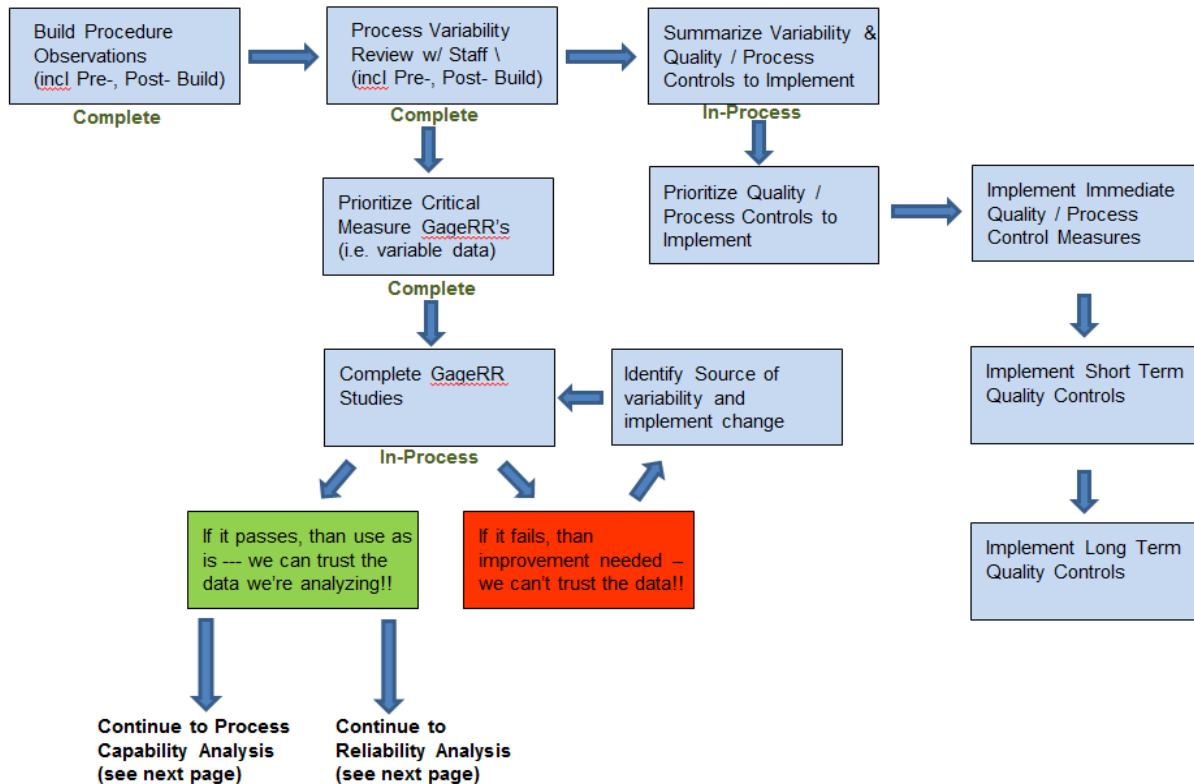 Build Procedure
Observations
(incl Pre-, Post- Build)
Complete
Process Variability
Review w/ Staff \
(incl Pre-, Post- Build)
Complete
Summarize Variability &
Quality / Process
Controls to Implement
In-Process
Prioritize Critical
Measure GageRR's
(i.e. variable data)
Complete
Prioritize Quality /
Process Controls to
Implement
Implement Immediate
Quality / Process
Control Measures
Complete GageRR
Studies
In-Process
Identify Source of
variability and
implement change
Implement Short Term
Quality Controls
If it passes, than use as
is --- we can trust the
data we're analyzing!!
If it fails, than
improvement needed –
we can't trust the data!!
Implement Long Term
Quality Controls
Continue to Process
Capability Analysis
(see next page)
Continue to
Reliability Analysis
(see next page)